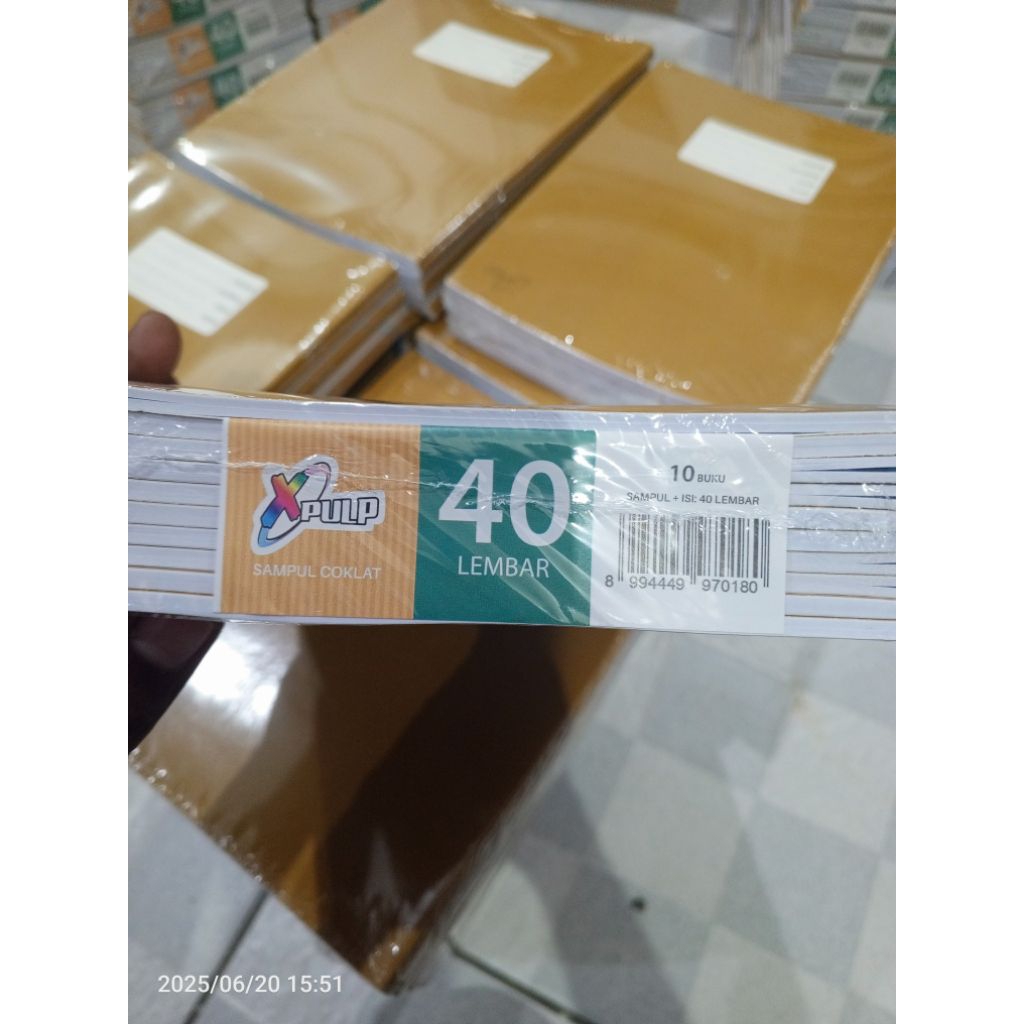 XPULP
SAMPUL COKLAT
40
LEMBAR
10 BUKU
SAMPUL + ISI: 40 LEMBAR
8 994449 970180
2025/06/20 15:51